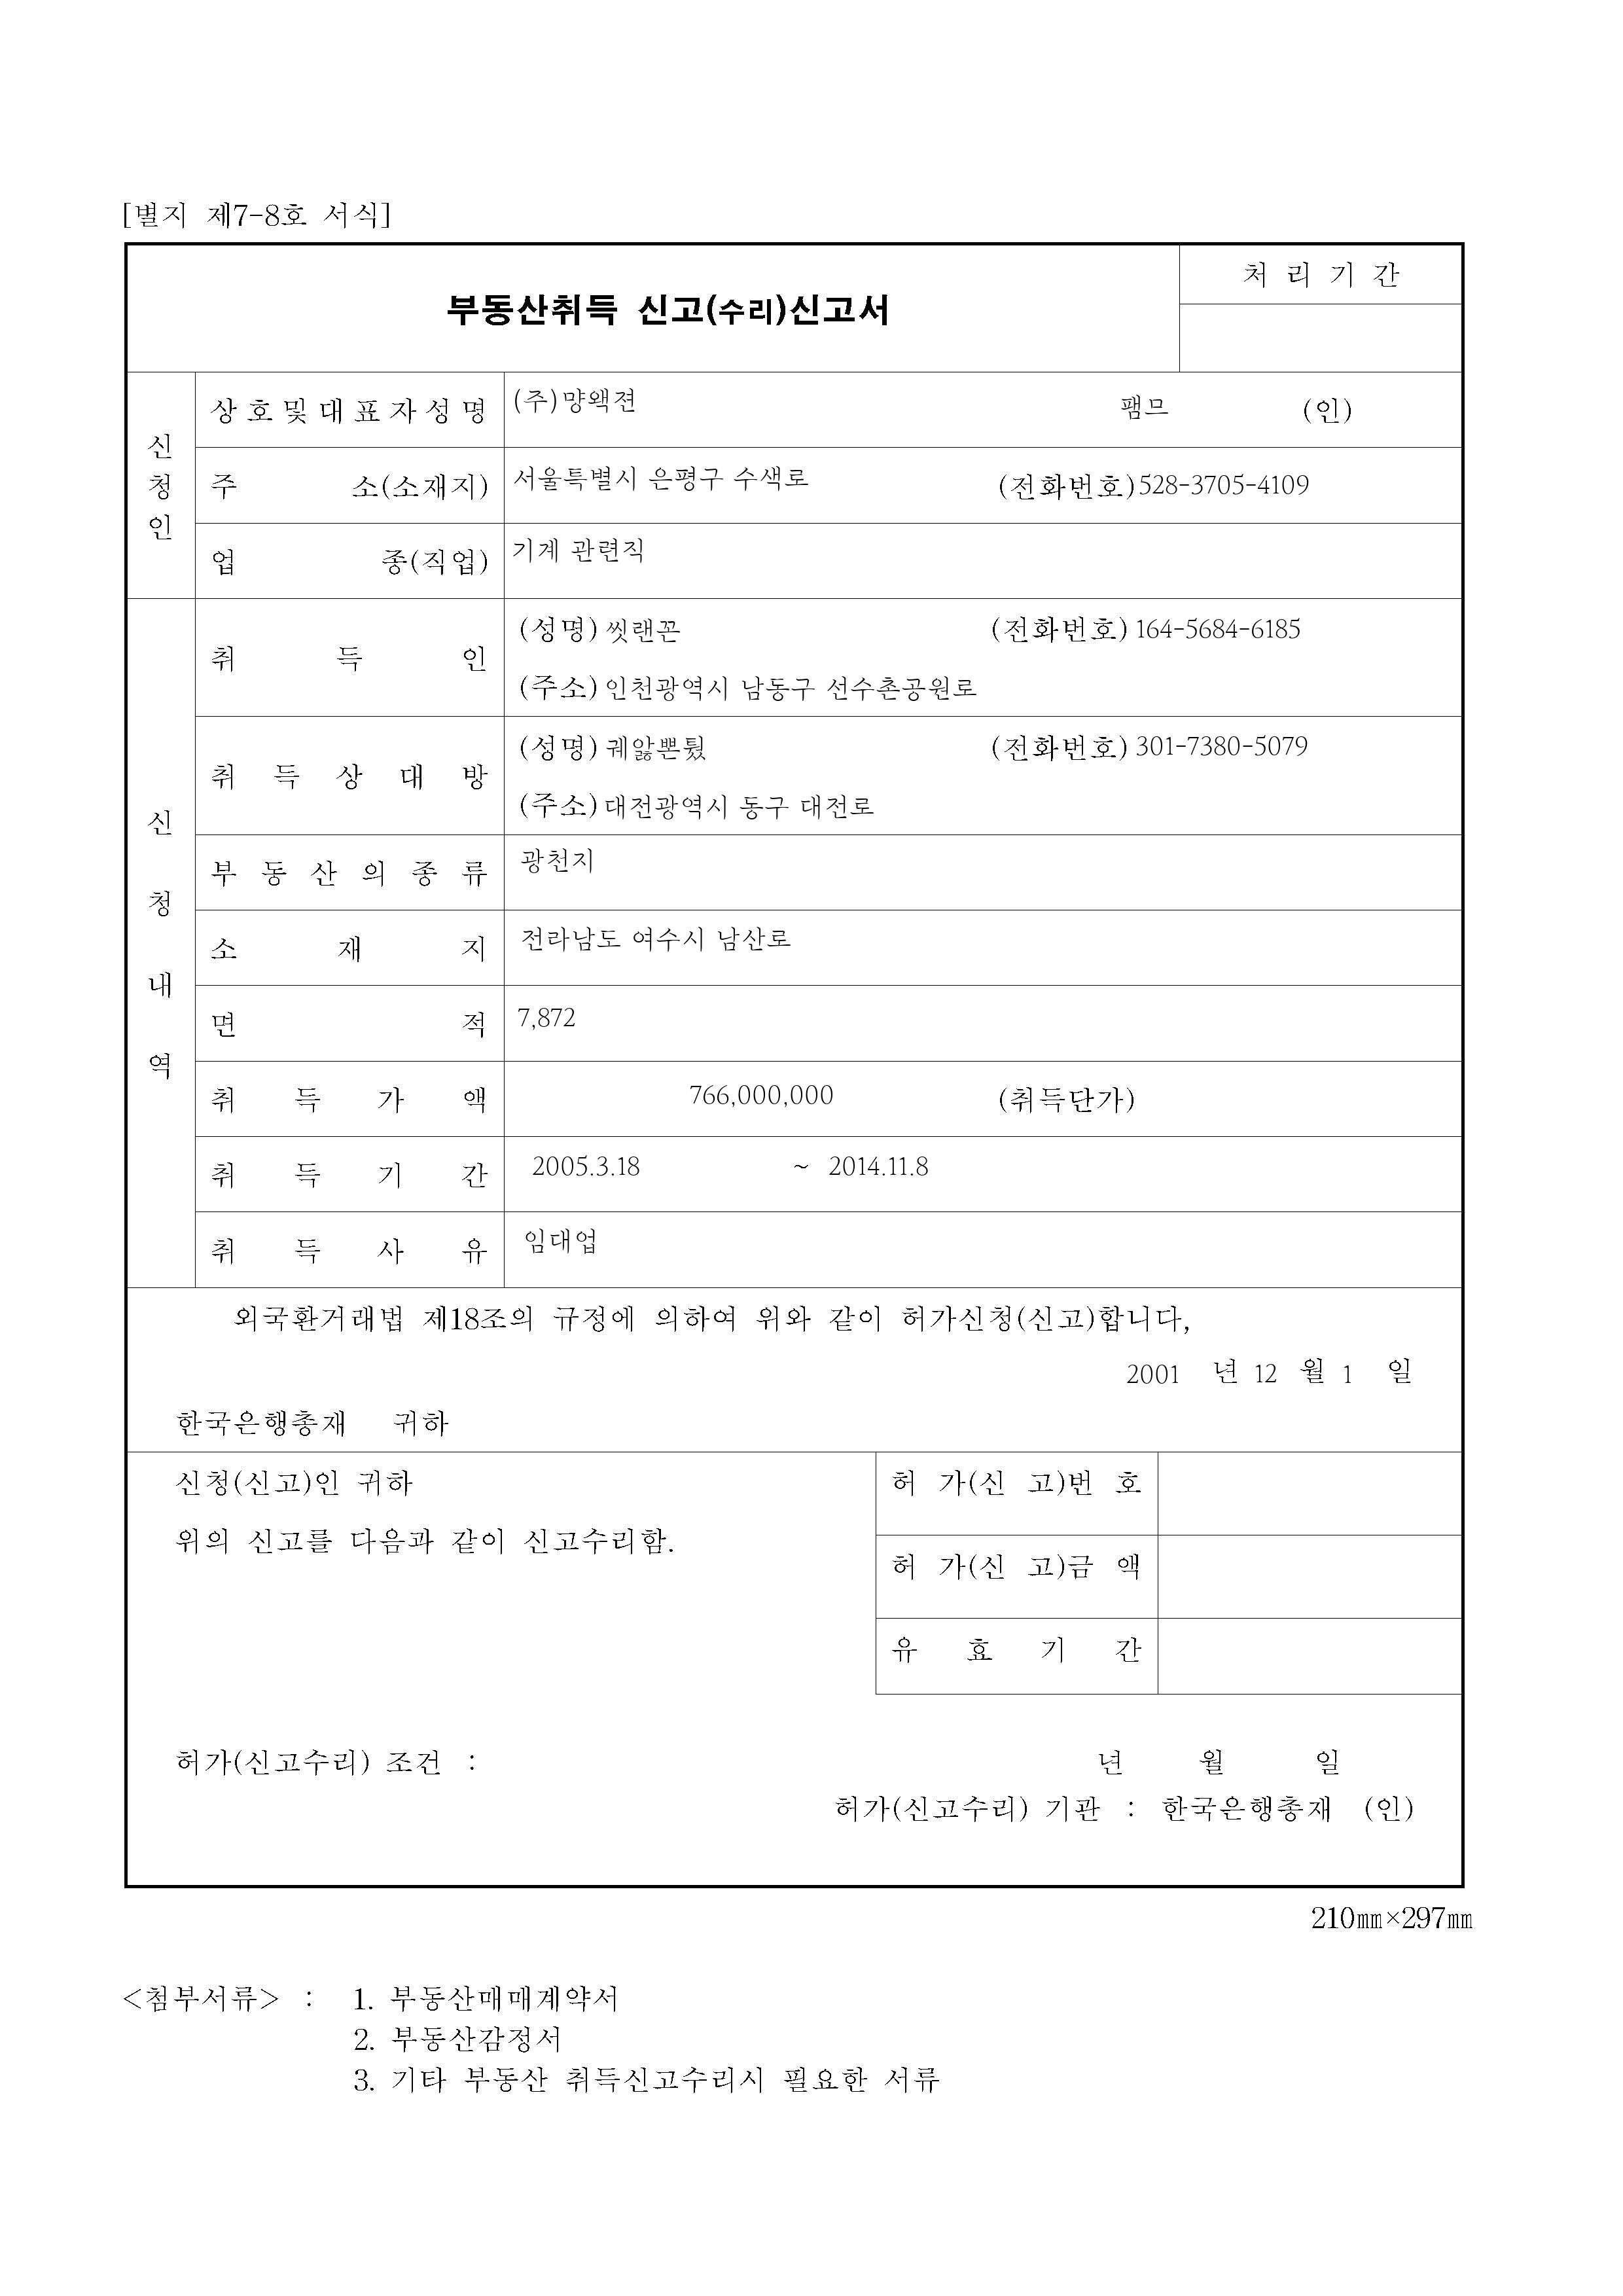 [별지 제7-8호 서식]
부동산취득 신고(수리)신고서
처 리 기 간
신청인
상호및대표자성명 (주)먕왝젼 팸므 (인)
주 소(소재지) 서울특별시 은평구 수색로 (전화번호)528-3705-4109
업 종(직업) 기계 관련직
신청내역
취 득 인 (성명) 씻랜꼰 (전화번호) 164-5684-6185
(주소) 인천광역시 남동구 선수촌공원로
취 득 상 대 방 (성명) 궤앓뽄튔 (전화번호) 301-7380-5079
(주소) 대전광역시 동구 대전로
부 동 산 의 종 류 광천지
소 재 지 전라남도 여수시 남산로
면 적 7,872
취 득 가 액 766,000,000 (취득단가)
취 득 기 간 2005.3.18 ~ 2014.11.8
취 득 사 유 임대업
외국환거래법 제18조의 규정에 의하여 위와 같이 허가신청(신고)합니다,
2001 년 12 월 1 일
한국은행총재 귀하
신청(신고)인 귀하
위의 신고를 다음과 같이 신고수리함.
허 가(신 고)번 호
허 가(신 고)금 액
유 효 기 간
허가(신고수리) 조건 : 년 월 일
허가(신고수리) 기관 : 한국은행총재 (인)
210㎜×297㎜
<첨부서류> : 1. 부동산매매계약서
2. 부동산감정서
3. 기타 부동산 취득신고수리시 필요한 서류